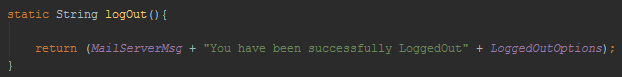 static String logOut(){
return (MailServerMsg + "You have been successfully LoggedOut" + LoggedOutOptions);
}